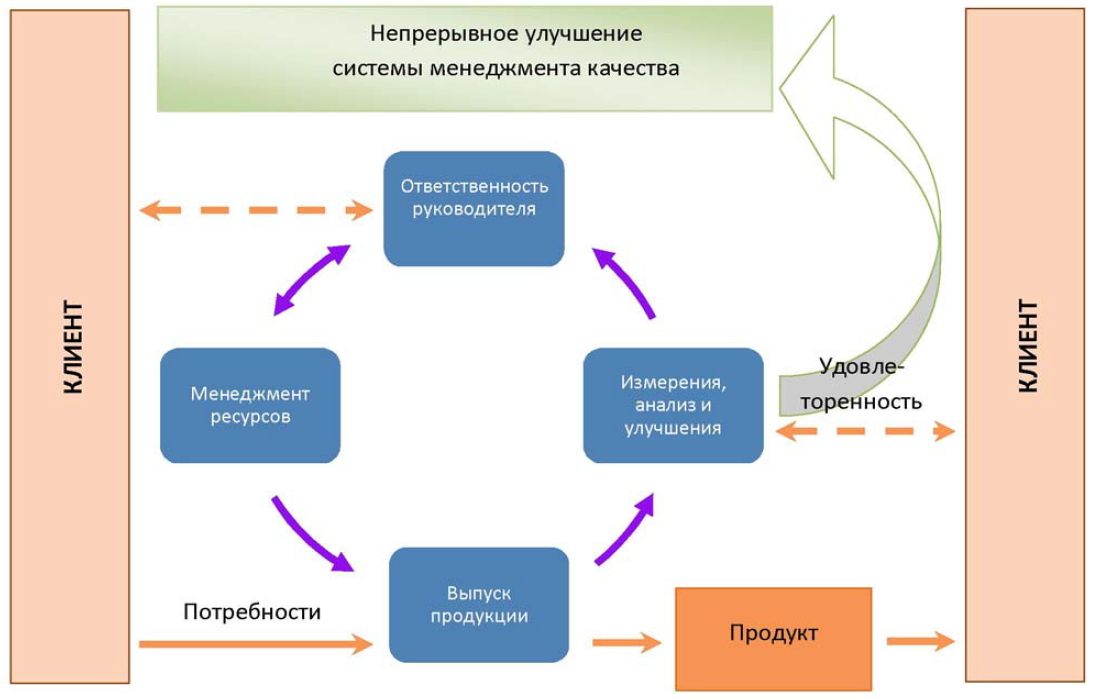 Непрерывное улучшение
системы менеджмента качества
КЛИЕНТ
Ответственность
руководителя
Менеджмент
ресурсов
Измерения,
анализ и
улучшения
Удовле-
торенность
КЛИЕНТ
Выпуск
продукции
Потребности
Продукт